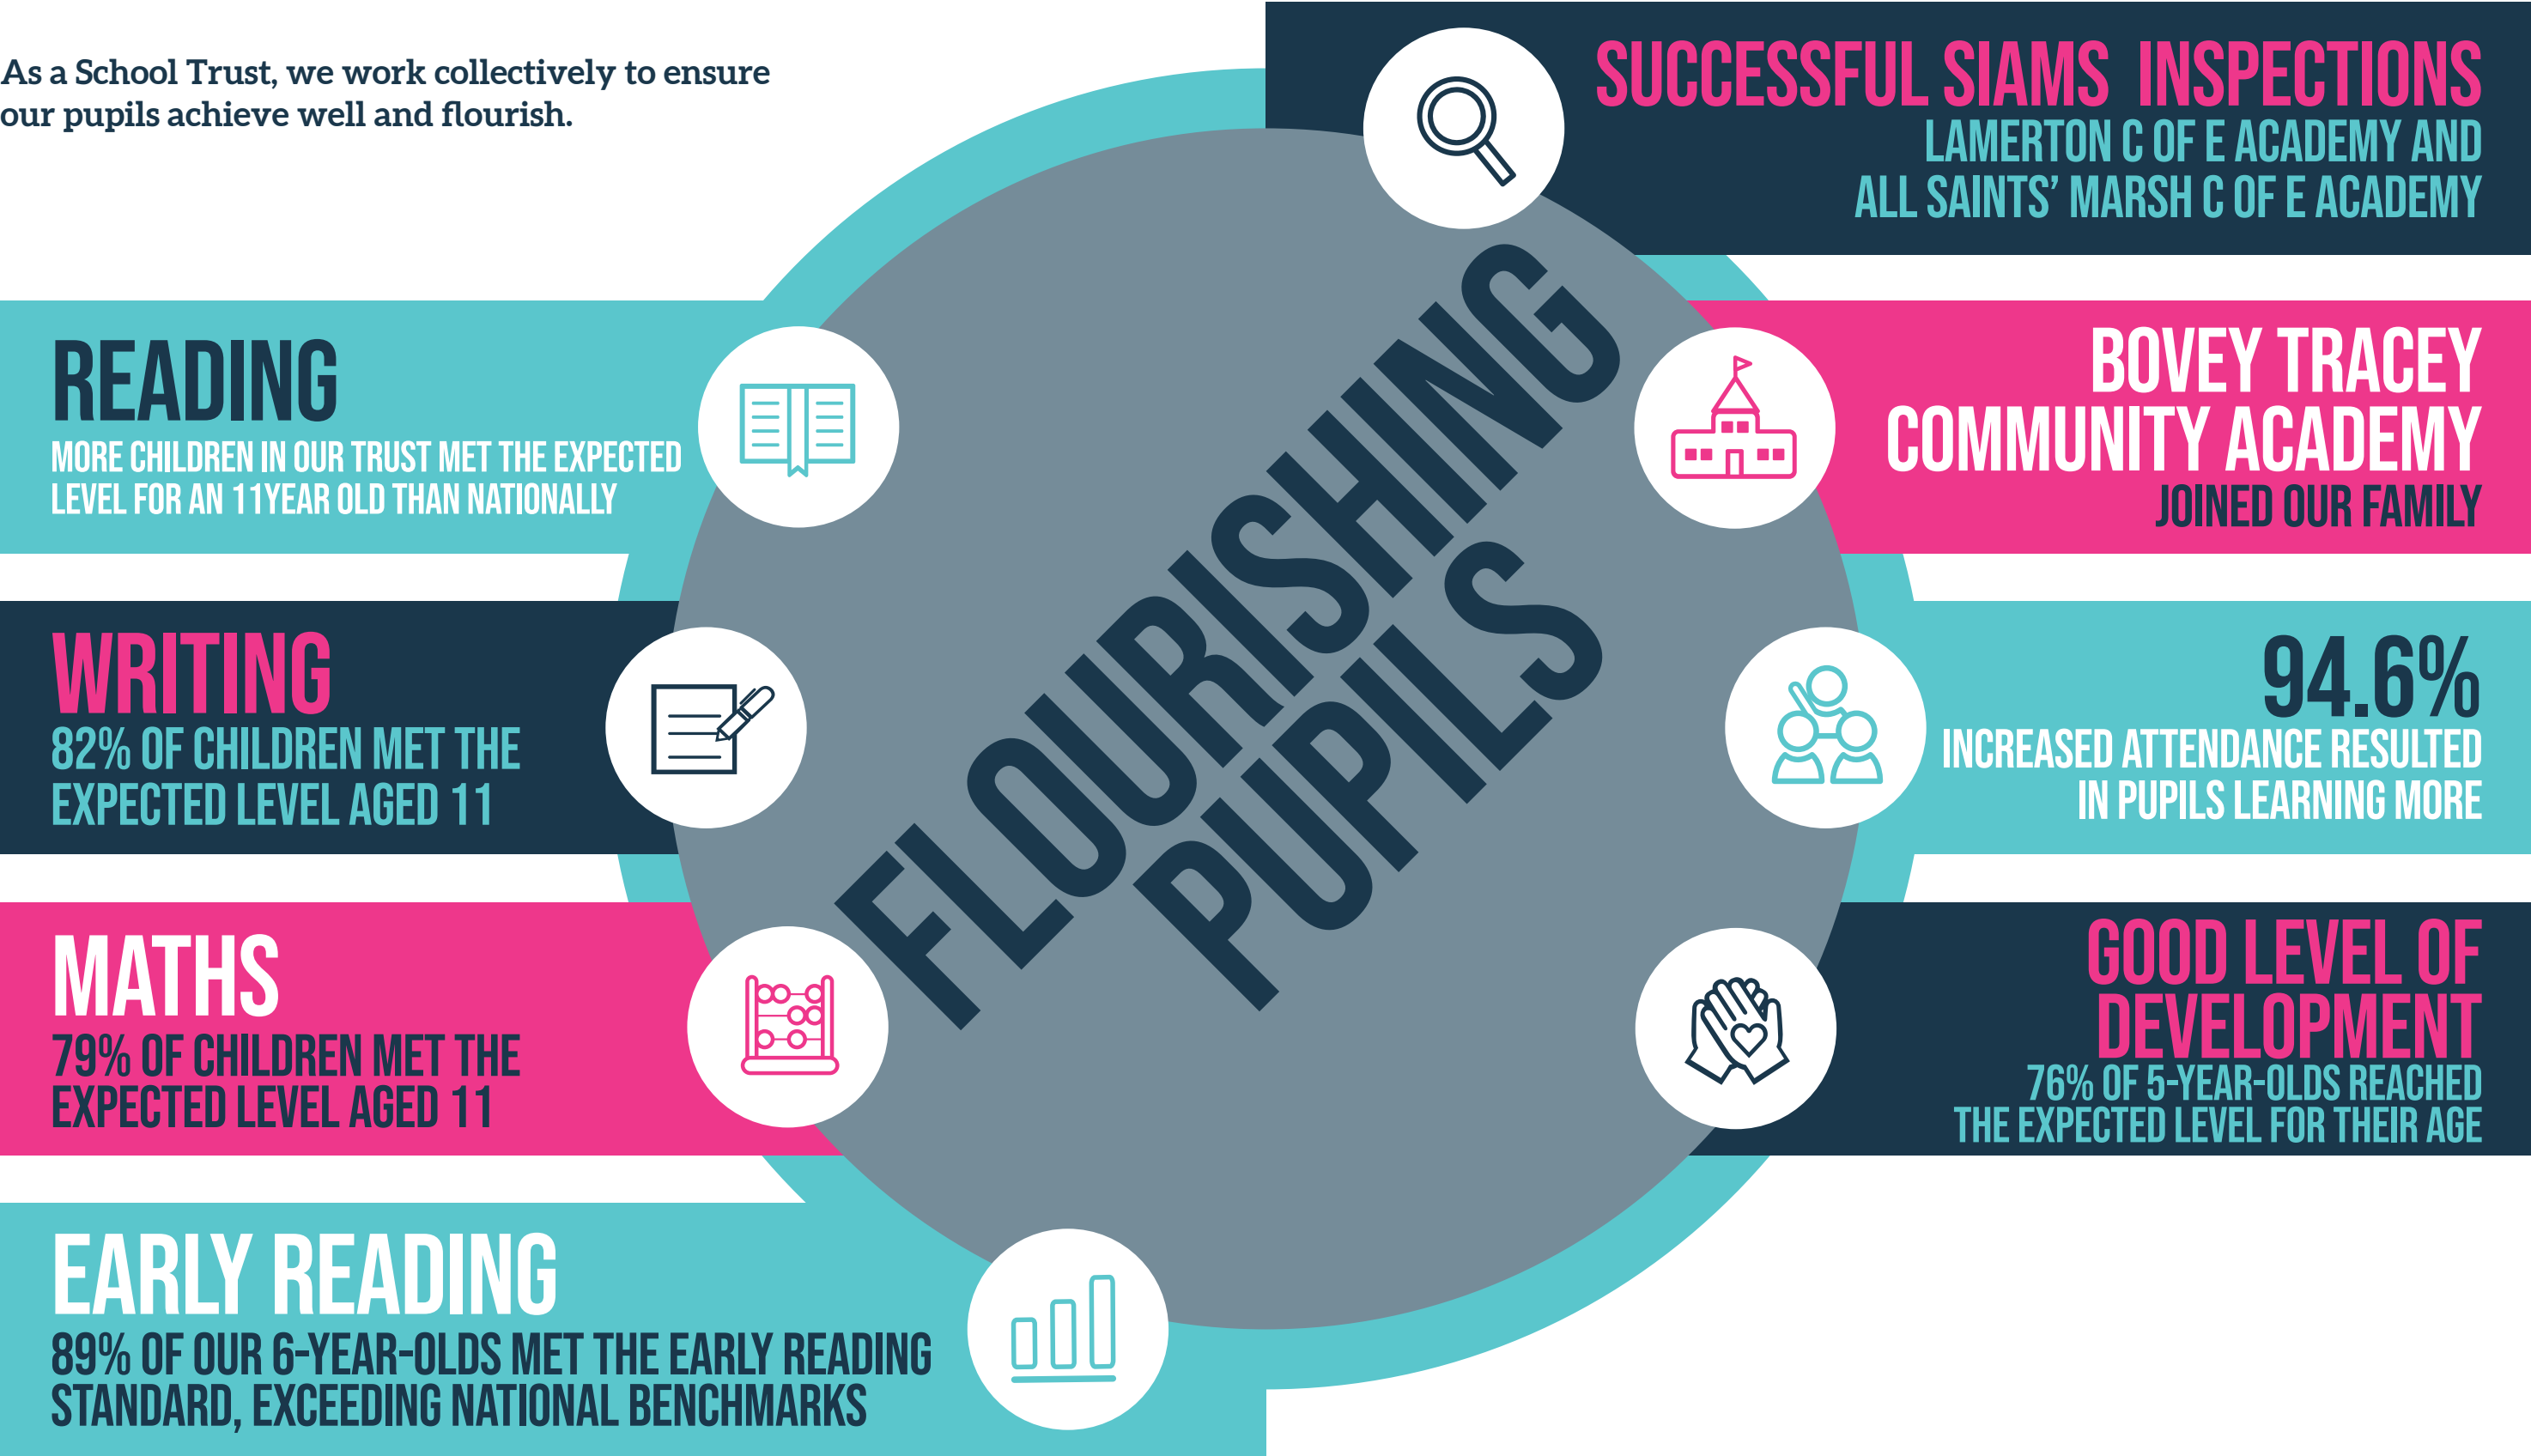 As a School Trust, we work collectively to ensure
our pupils achieve well and flourish.
READING
MORE CHILDREN IN OUR TRUST MET THE EXPECTED
LEVEL FOR AN 11YEAR OLD THAN NATIONALLY
WRITING
82% OF CHILDREN MET THE
EXPECTED LEVEL AGED 11
MATHS
79% OF CHILDREN MET THE
EXPECTED LEVEL AGED 11
EARLY READING
89% OF OUR 6-YEAR-OLDS MET THE EARLY READING
STANDARD, EXCEEDING NATIONAL BENCHMARKS
FLOURISHING
PUPILS
SUCCESSFUL SIAMS INSPECTIONS
LAMERTON C OF E ACADEMY AND
ALL SAINTS' MARSH C OF E ACADEMY
BOVEY TRACEY
COMMUNITY ACADEMY
JOINED OUR FAMILY
94.6%
INCREASED ATTENDANCE RESULTED
IN PUPILS LEARNING MORE
GOOD LEVEL OF
DEVELOPMENT
76% OF 5-YEAR-OLDS REACHED
THE EXPECTED LEVEL FOR THEIR AGE